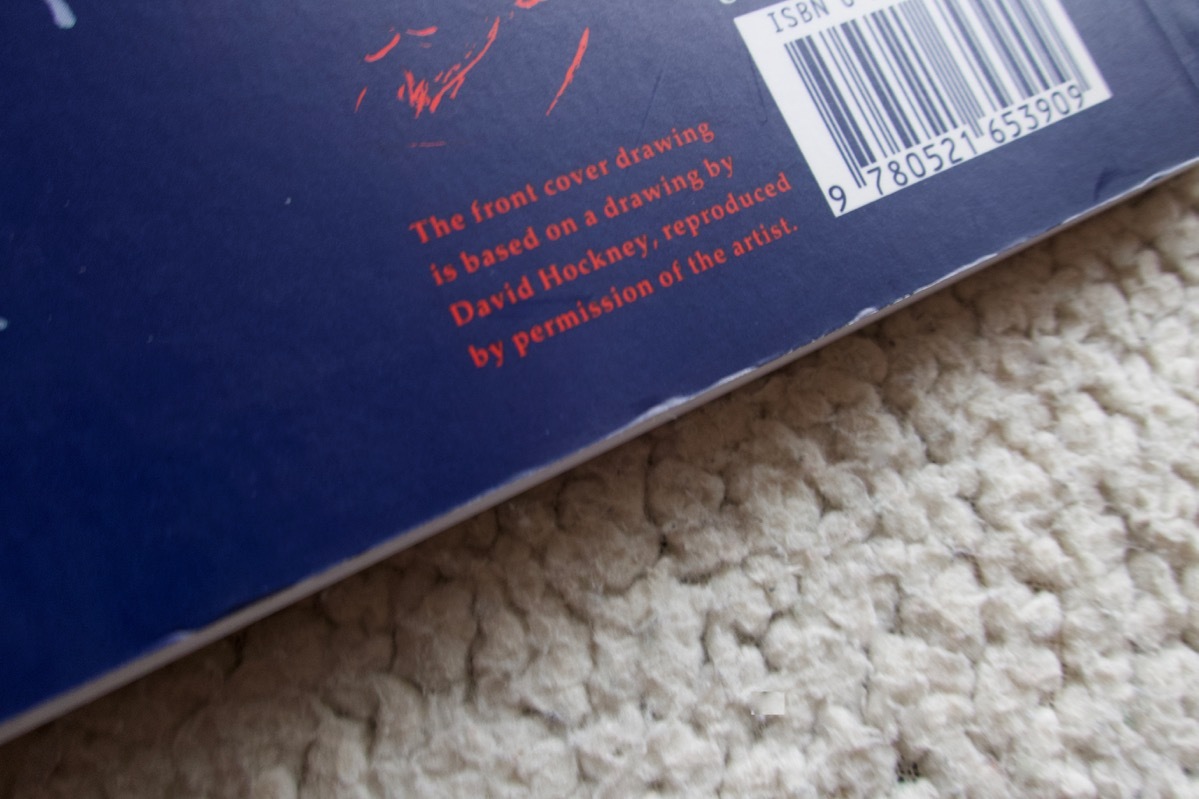 ISBN 0
9 780521 653909
The front cover drawing
is based on a drawing by
David Hockney, reproduced
by permission of the artist.